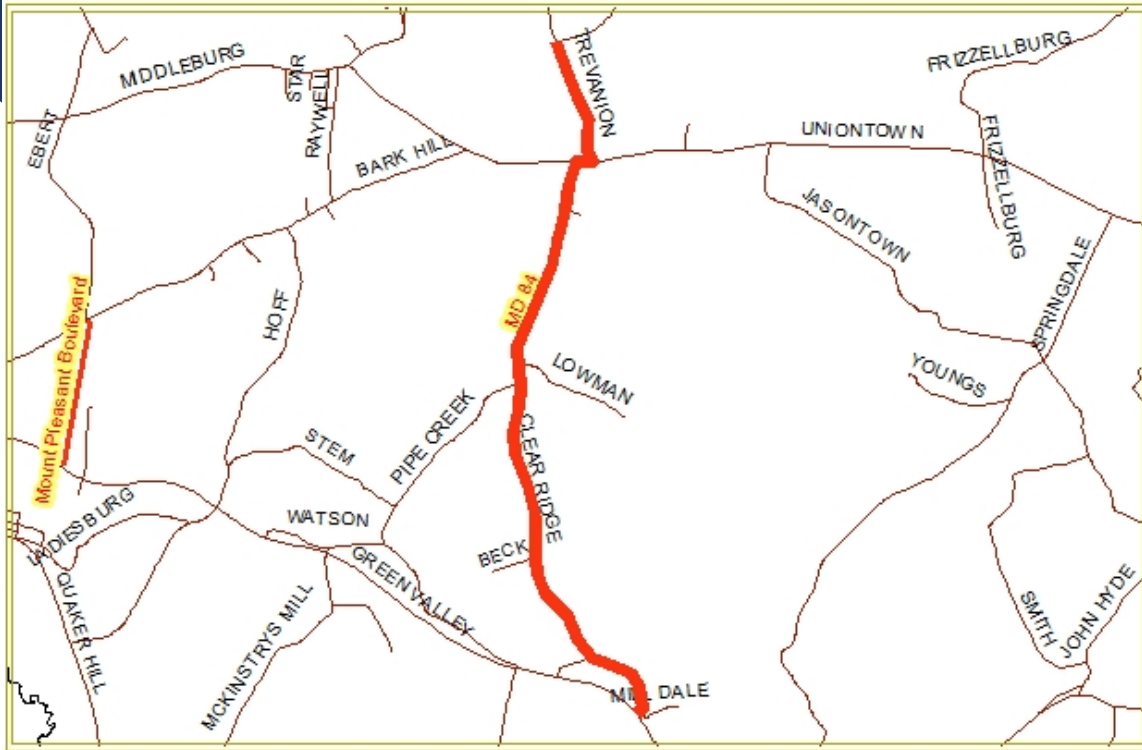 TREVANION
FRIZZELLBURG
MDDLEBURG
STAR
RAYWELL
EBERT
UNIONTOWN
BARK HILL
FRIZZELLBURG
JASONTOWN
SPRINGDALE
HOFF
MD 84
Mount Pleasant Boulevard
LOWMAN
YOUNGS
PIPE CREEK
STEM
CLEAR RIDGE
LADIESBURG
WATSON
BECK
GREEN VALLEY
QUAKER HILL
MCKINSTRYS MILL
SMITH
JOHN HYDE
MILL DALE